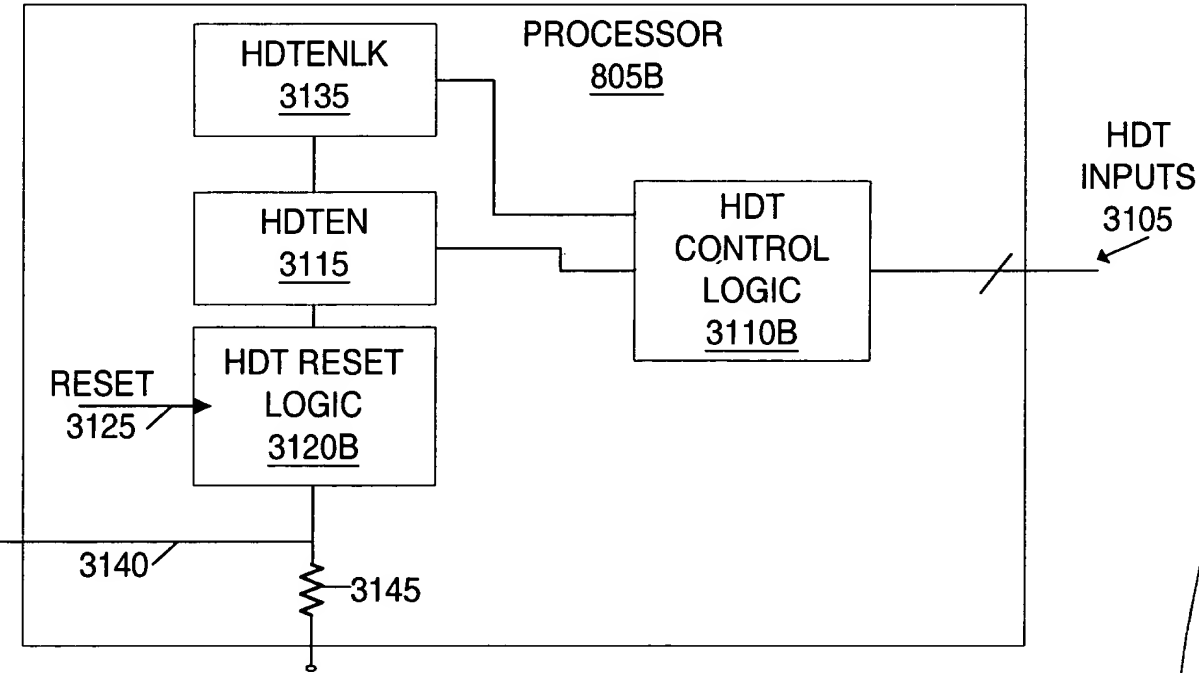 PROCESSOR
805B
HDTENLK
3135
HDT
INPUTS
3105
HDTEN
3115
HDT
CONTROL
LOGIC
3110B
RESET
3125
HDT RESET
LOGIC
3120B
3140
3145